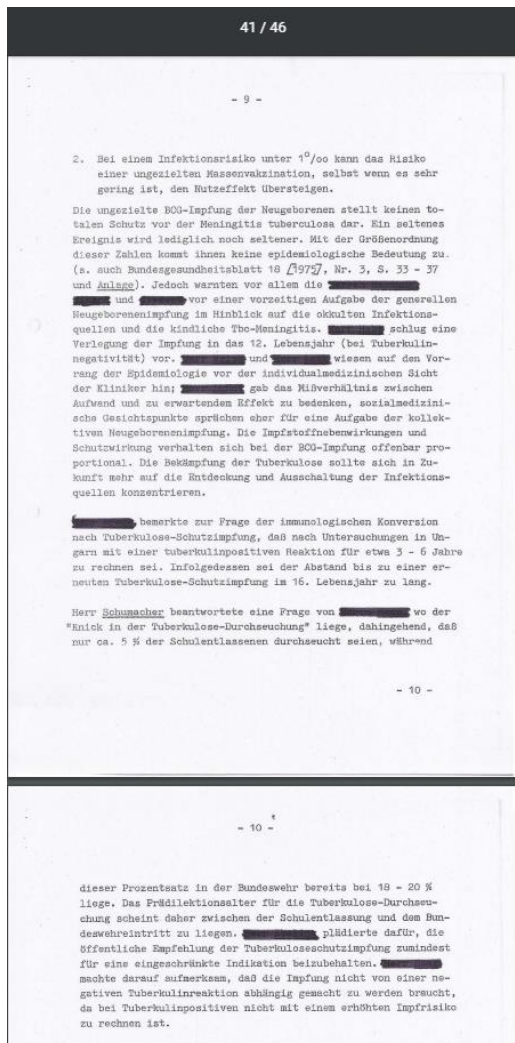 41 / 46
- 9 -
2. Bei einem Infektionsrisiko unter 1⁰/oo kann das Risiko
einer ungezielten Massenvakzination, selbst wenn es sehr
gering ist, den Nutzeffekt übersteigen.
Die ungezielte BCG-Impfung der Neugeborenen stellt keinen to-
talen Schutz vor der Meningitis tuberculosa dar. Ein seltenes
Ereignis wird lediglich noch seltener. Mit der Größenordnung
dieser Zahlen kommt ihnen keine epidemiologische Bedeutung zu.
(s. auch Bundesgesundheitsblatt 18 [1975], Nr. 3, S. 33 - 37
und Anlage). Jedoch warnten vor allem die
und vor einer vorzeitigen Aufgabe der generellen
Neugeborenenimpfung im Hinblick auf die okkulten Infektions-
quellen und die kindliche Tbc-Meningitis. schlug eine
Verlegung der Impfung in das 12. Lebensjahr (bei Tuberkulin-
negativität) vor. und wiesen auf den Vor-
rang der Epidemiologie vor der individualmedizinischen Sicht
der Kliniker hin; gab das Mißverhältnis zwischen
Aufwand und zu erwartendem Effekt zu bedenken, sozialmedizini-
sche Gesichtspunkte sprächen eher für eine Aufgabe der kollek-
tiven Neugeborenenimpfung. Die Impfstoffnebenwirkungen und
Schutzwirkung verhalten sich bei der BCG-Impfung offenbar pro-
portional. Die Bekämpfung der Tuberkulose sollte sich in Zu-
kunft mehr auf die Entdeckung und Ausschaltung der Infektions-
quellen konzentrieren.
bemerkte zur Frage der immunologischen Konversion
nach Tuberkulose-Schutzimpfung, daß nach Untersuchungen in Un-
garn mit einer tuberkulinpositiven Reaktion für etwa 3 - 6 Jahre
zu rechnen sei. Infolgedessen sei der Abstand bis zu einer er-
neuten Tuberkulose-Schutzimpfung im 16. Lebensjahr zu lang.
Herr Schumacher beantwortete eine Frage von wo der
"Knick in der Tuberkulose-Durchseuchung" liege, dahingehend, daß
nur ca. 5 % der Schulentlassenen durchseucht seien, während
- 10 -
- 10 -
dieser Prozentsatz in der Bundeswehr bereits bei 18 - 20 %
liege. Das Prädilektionsalter für die Tuberkulose-Durchseu-
chung scheint daher zwischen der Schulentlassung und dem Bun-
deswehreintritt zu liegen. plädierte dafür, die
öffentliche Empfehlung der Tuberkuloseschutzimpfung zumindest
für eine eingeschränkte Indikation beizubehalten.
machte darauf aufmerksam, daß die Impfung nicht von einer ne-
gativen Tuberkulinreaktion abhängig gemacht zu werden braucht,
da bei Tuberkulinpositiven nicht mit einem erhöhten Impfrisiko
zu rechnen ist.